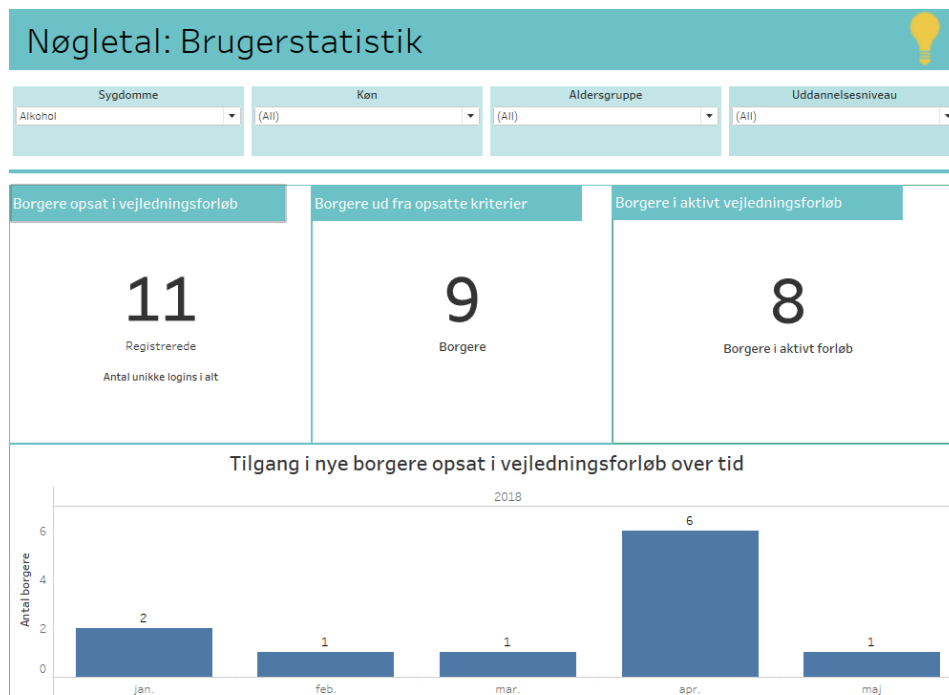 Nøgletal: Brugerstatistik
Sygdomme
Køn
Aldersgruppe
Uddannelsesniveau
Alkohol
(All)
(All)
(All)
Borgere opsat i vejledningsforløb
Borgere ud fra opsatte kriterier
Borgere i aktivt vejledningsforløb
11
9
8
Registrerede
Borgere
Borgere i aktivt forløb
Antal unikke logins i alt
Tilgang i nye borgere opsat i vejledningsforløb over tid
2018
Antal borgere
6
4
2
0
2
1
1
6
1
jan.
feb.
mar.
apr.
maj